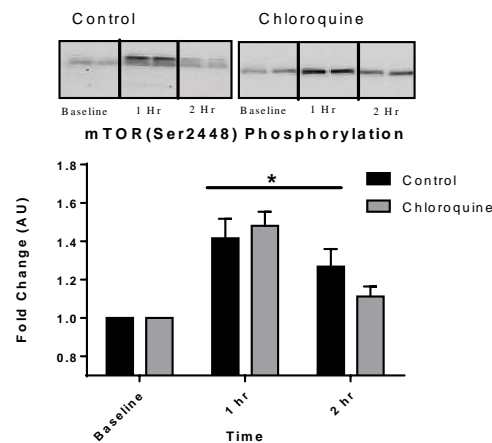 Control Chloroquine
Baseline 1 Hr 2 Hr Baseline 1 Hr 2 Hr
mTOR(Ser2448) Phosphorylation
1.8
1.6
1.4
1.2
1.0
0.8
Fold Change (AU)
*
Control
Chloroquine
Baseline 1 hr 2 hr
Time